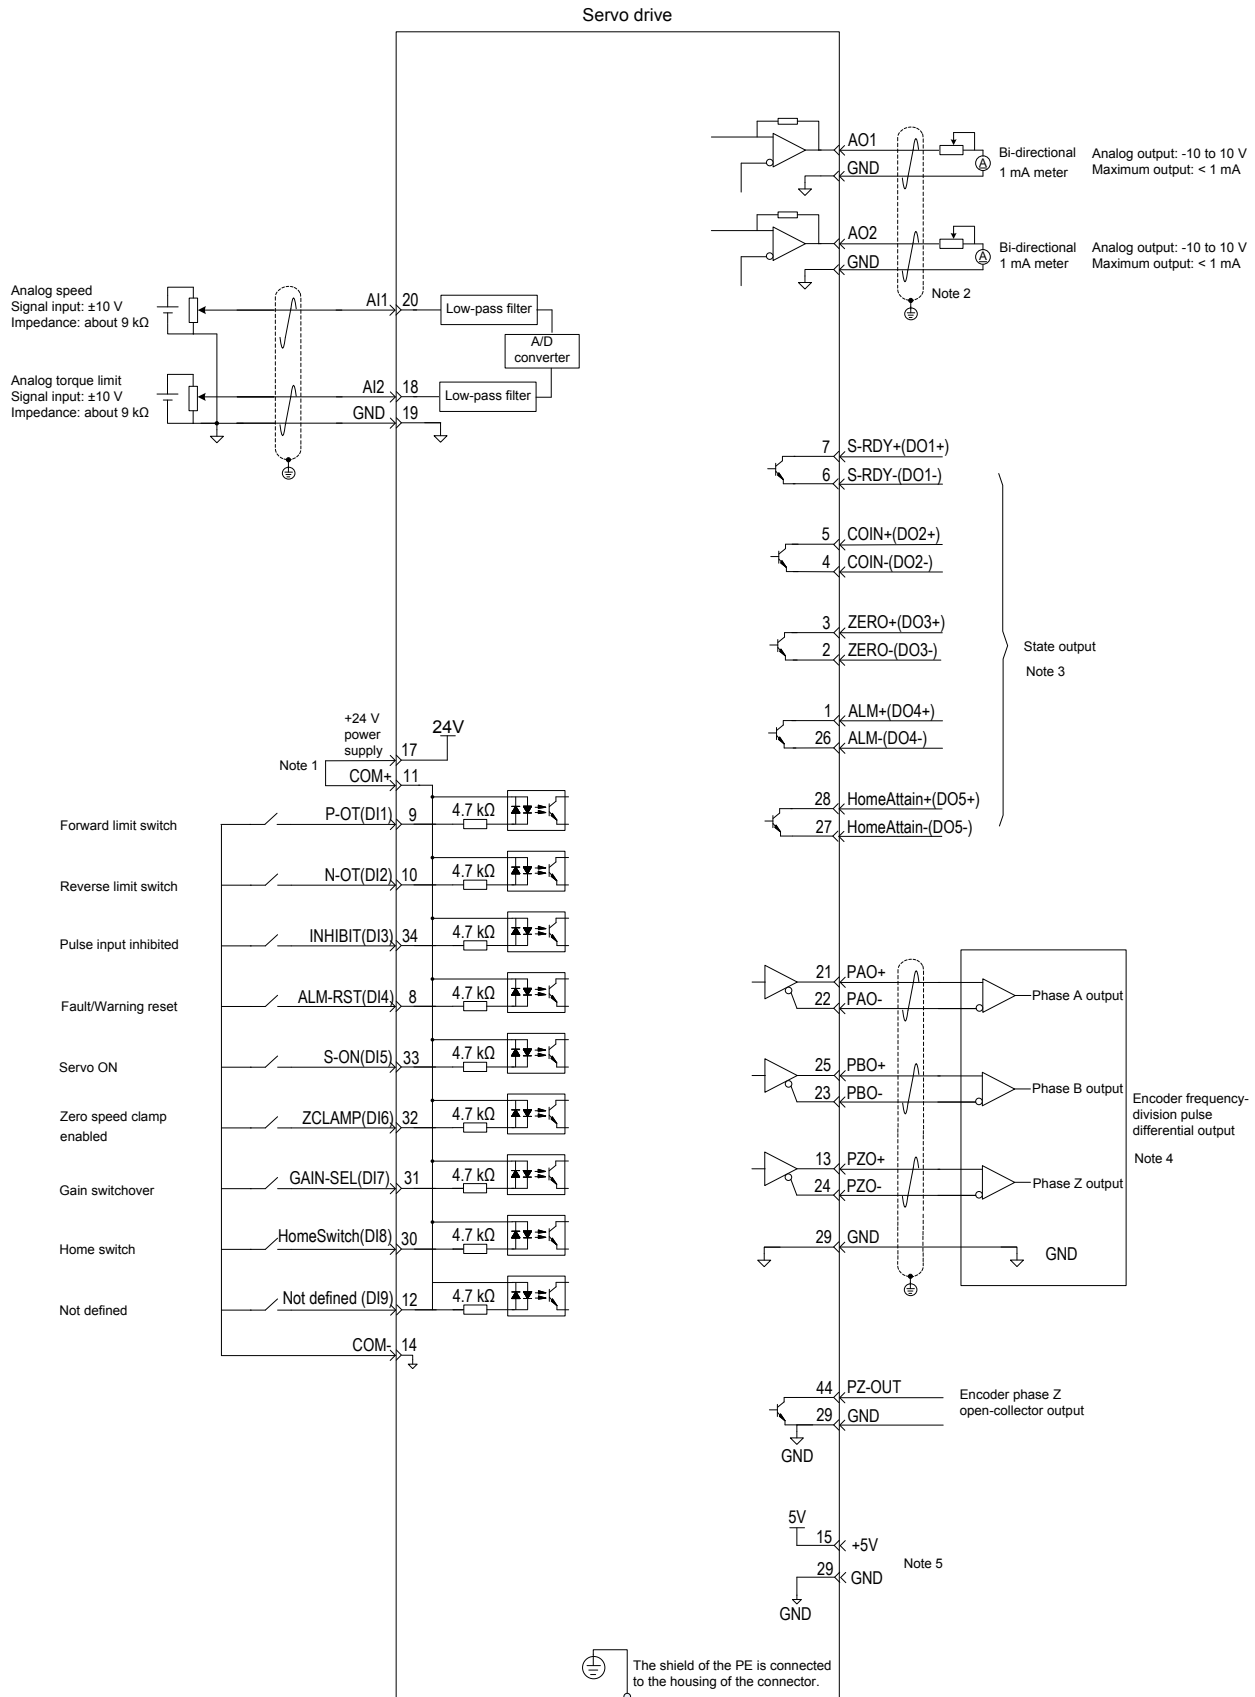 Servo drive
AO1
GND
Bi-directional
1 mA meter
Analog output: -10 to 10 V
Maximum output: < 1 mA
A
AO2
GND
Bi-directional
1 mA meter
Analog output: -10 to 10 V
Maximum output: < 1 mA
A
Note 2
Analog speed
Signal input: ±10 V
Impedance: about 9 kΩ
AI1 20
Low-pass filter
A/D
converter
Analog torque limit
Signal input: ±10 V
Impedance: about 9 kΩ
AI2 18
Low-pass filter
GND 19
7 S-RDY+(DO1+)
6 S-RDY-(DO1-)
5 COIN+(DO2+)
4 COIN-(DO2-)
3 ZERO+(DO3+)
2 ZERO-(DO3-)
State output
Note 3
1 ALM+(DO4+)
26 ALM-(DO4-)
28 HomeAttain+(DO5+)
27 HomeAttain-(DO5-)
+24 V
power
supply
17
24V
Note 1
COM+ 11
Forward limit switch
P-OT(DI1) 9
4.7 kΩ
Reverse limit switch
N-OT(DI2) 10
4.7 kΩ
Pulse input inhibited
INHIBIT(DI3) 34
4.7 kΩ
Fault/Warning reset
ALM-RST(DI4) 8
4.7 kΩ
Servo ON
S-ON(DI5) 33
4.7 kΩ
Zero speed clamp
enabled
ZCLAMP(DI6) 32
4.7 kΩ
Gain switchover
GAIN-SEL(DI7) 31
4.7 kΩ
Home switch
HomeSwitch(DI8) 30
4.7 kΩ
Not defined
Not defined (DI9) 12
4.7 kΩ
COM- 14
21 PAO+
22 PAO-
Phase A output
25 PBO+
23 PBO-
Phase B output
13 PZO+
24 PZO-
Phase Z output
29 GND
GND
Encoder frequency-
division pulse
differential output
Note 4
44 PZ-OUT
29 GND
GND
Encoder phase Z
open-collector output
5V
15 +5V
29 GND
GND
Note 5
The shield of the PE is connected
to the housing of the connector.